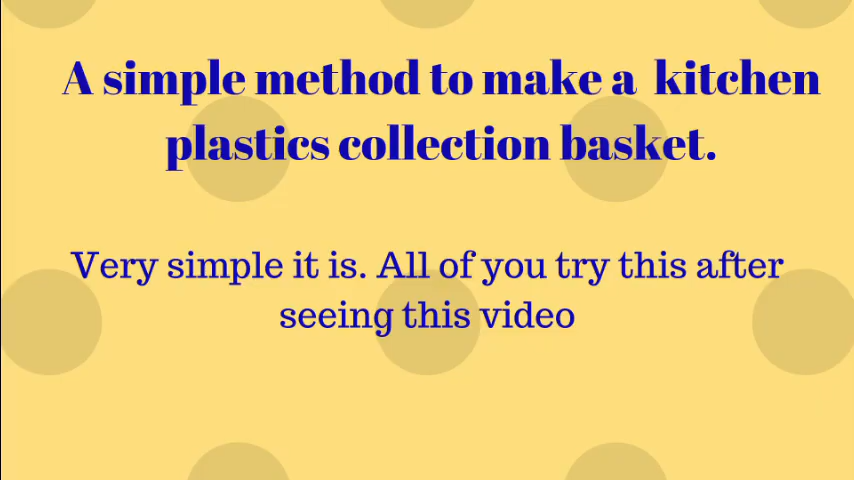 A simple method to make a kitchen
plastics collection basket.
Very simple it is. All of you try this after
seeing this video